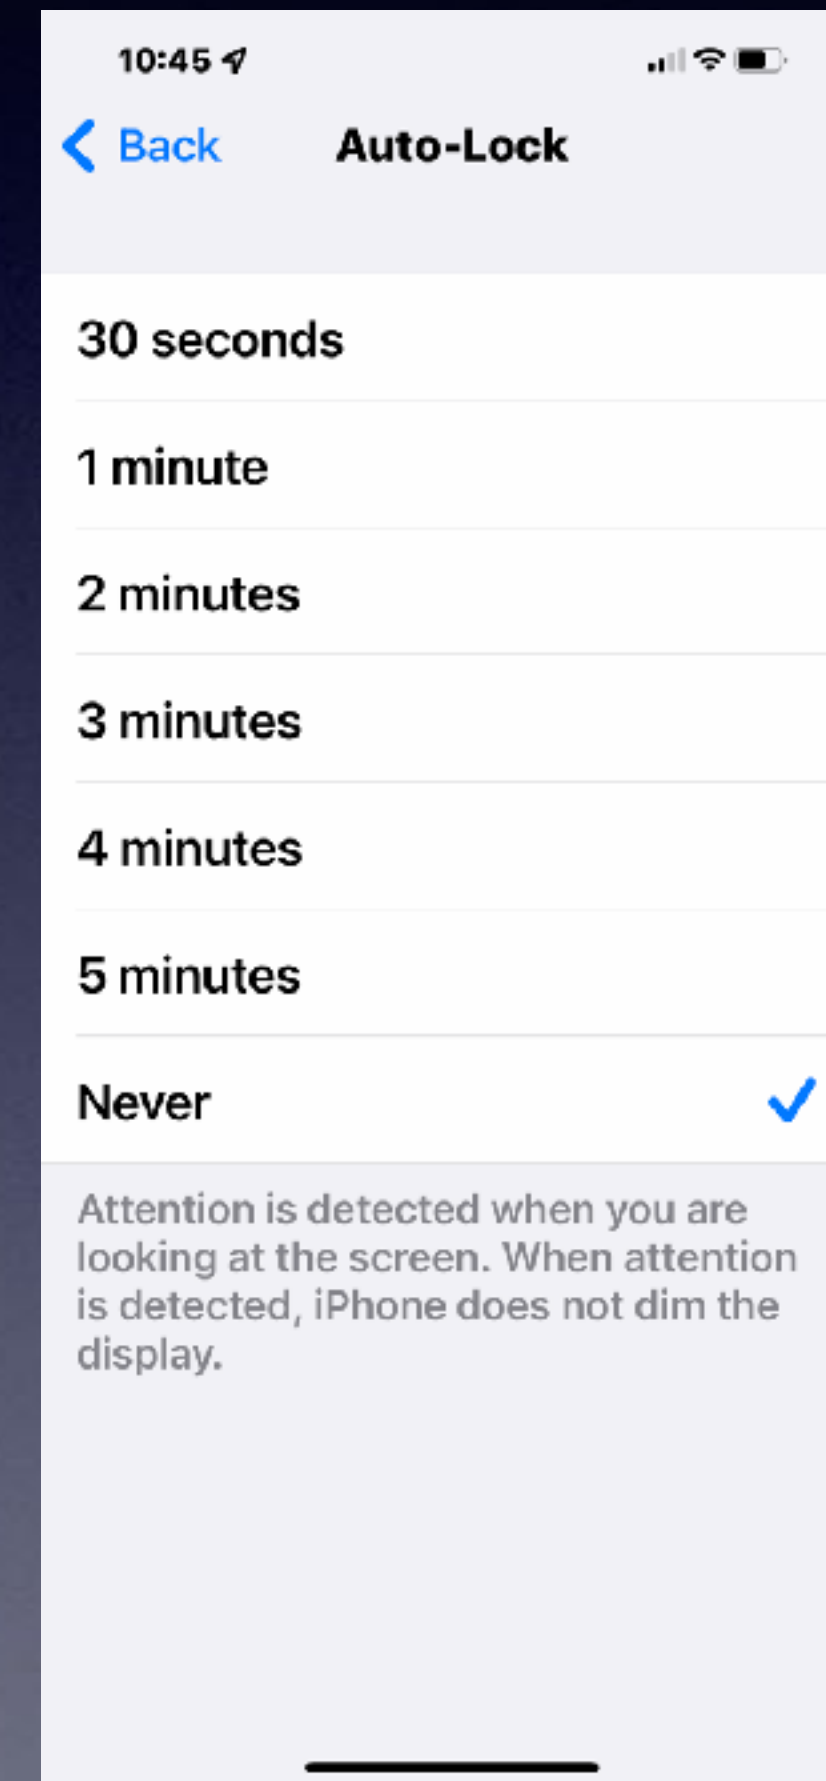 10:45
Back
Auto-Lock
30 seconds
1 minute
2 minutes
3 minutes
4 minutes
5 minutes
Never
Attention is detected when you are
looking at the screen. When attention
is detected, iPhone does not dim the
display.